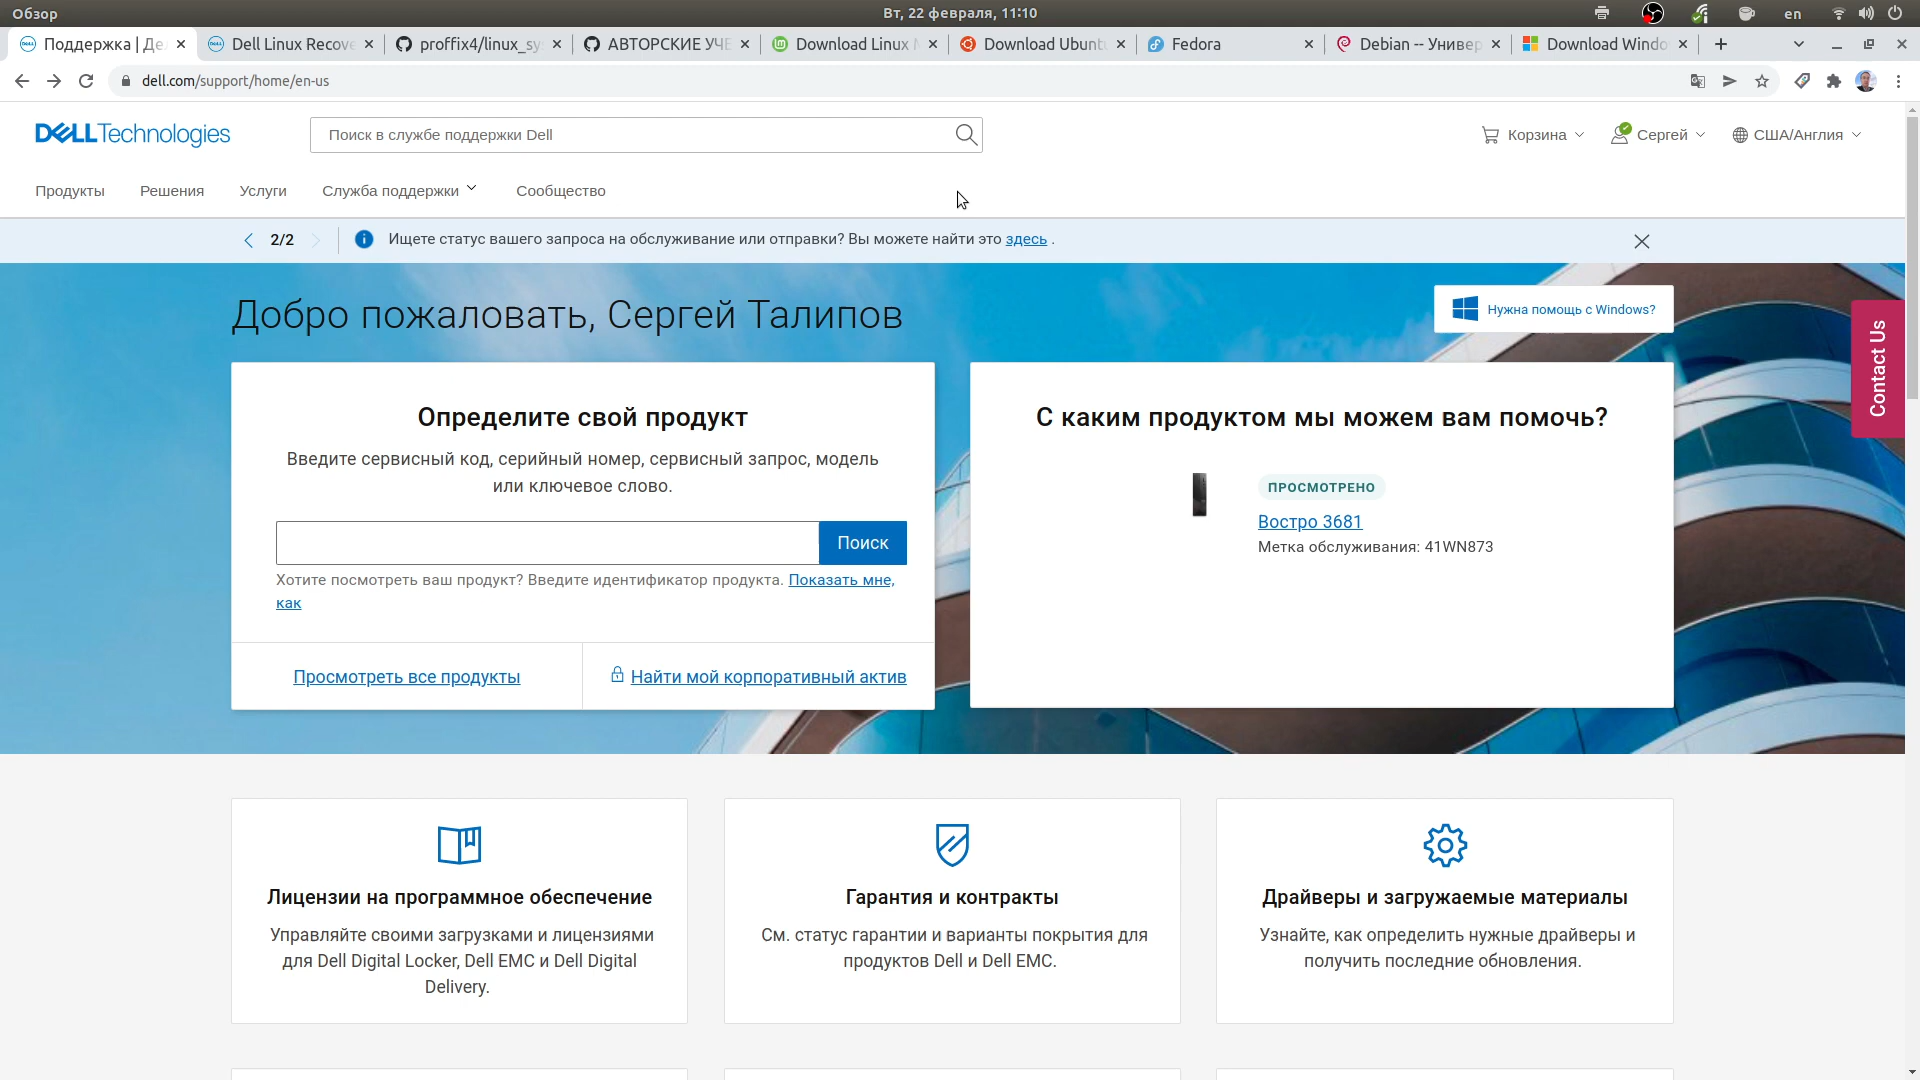 Обзор
Вт, 22 февраля, 11:10
en
Поддержка | Де
Dell Linux Recove
proffix4/linux_sy
АВТОРСКИЕ УЧЕ
Download Linux M
Download Ubunt
Fedora
Debian -- Универ
Download Windo
dell.com/support/home/en-us
DELLTechnologies
Поиск в службе поддержки Dell
Корзина
Сергей
США/Англия
Продукты
Решения
Услуги
Служба поддержки
Сообщество
2/2
Ищете статус вашего запроса на обслуживание или отправки? Вы можете найти это здесь .
Добро пожаловать, Сергей Талипов
Нужна помощь с Windows?
Contact Us
Определите свой продукт
Введите сервисный код, серийный номер, сервисный запрос, модель
или ключевое слово.
Поиск
Хотите посмотреть ваш продукт? Введите идентификатор продукта. Показать мне,
как
Просмотреть все продукты
Найти мой корпоративный актив
С каким продуктом мы можем вам помочь?
ПРОСМОТРЕНО
Востро 3681
Метка обслуживания: 41WN873
Лицензии на программное обеспечение
Управляйте своими загрузками и лицензиями
для Dell Digital Locker, Dell EMC и Dell Digital
Delivery.
Гарантия и контракты
См. статус гарантии и варианты покрытия для
продуктов Dell и Dell EMC.
Драйверы и загружаемые материалы
Узнайте, как определить нужные драйверы и
получить последние обновления.